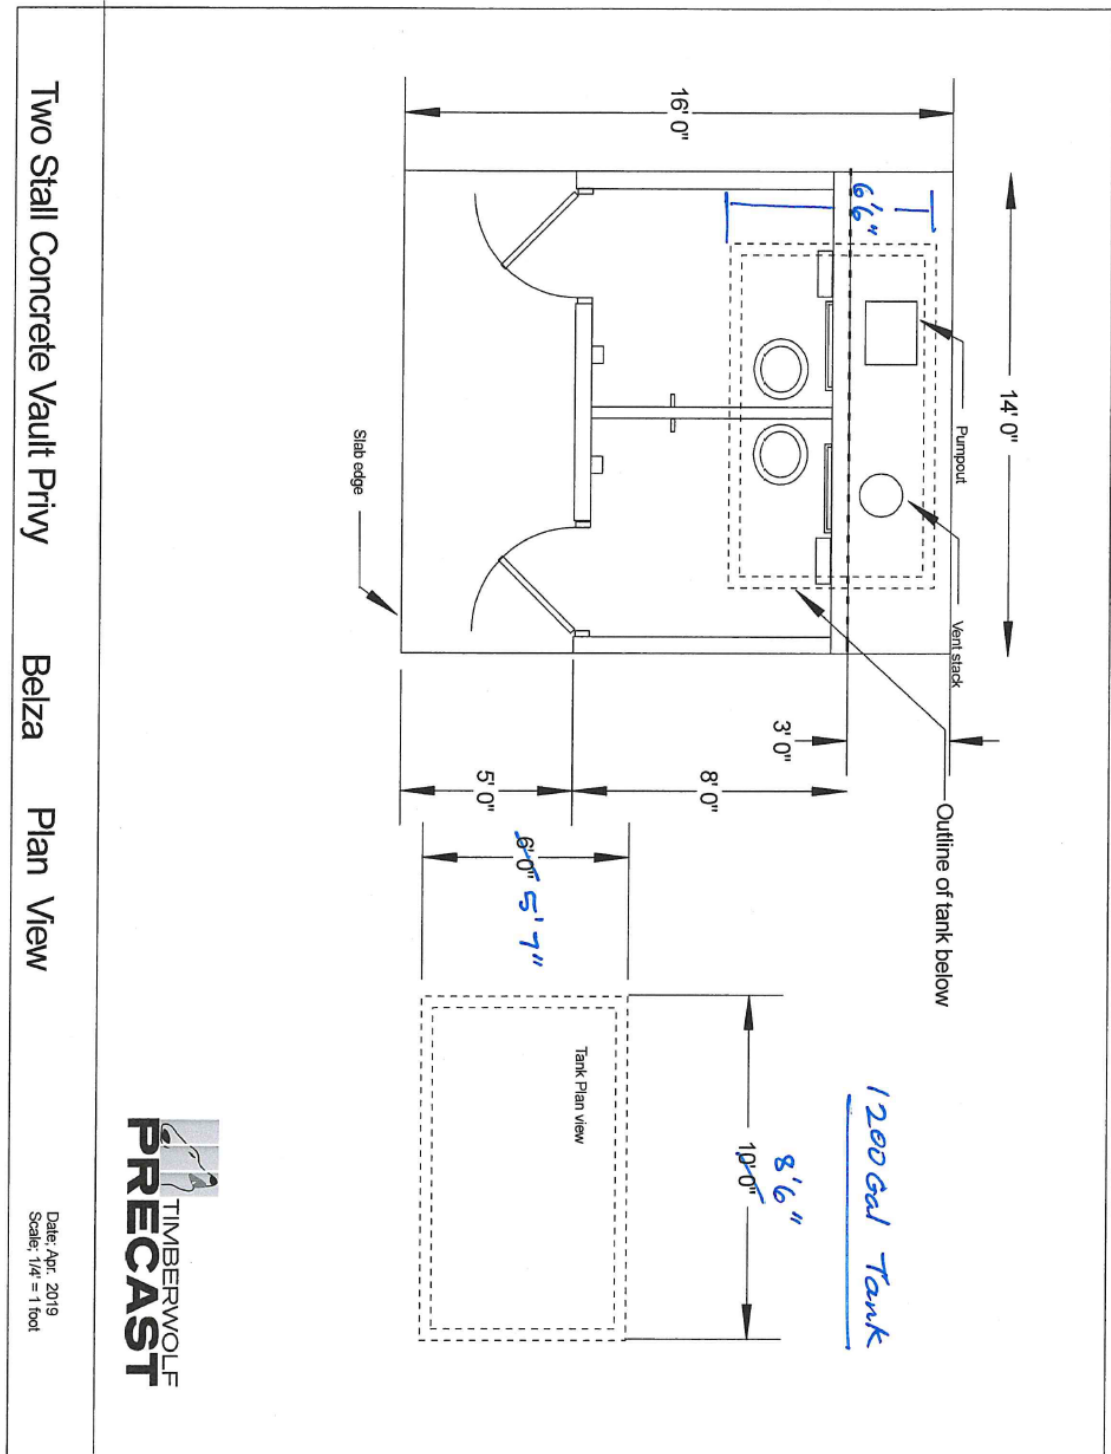 16' 0"
14' 0"
6'6"
Pumpout
Vent stack
Slab edge
3' 0"
8' 0"
5' 0"
Outline of tank below
6' 0" 5' 7"
10' 0"
8'6"
Tank Plan view
1200 Gal Tank
TIMBERWOLF
PRECAST
Two Stall Concrete Vault Privy Belza Plan View
Date; Apr. 2019
Scale; 1/4' = 1 foot